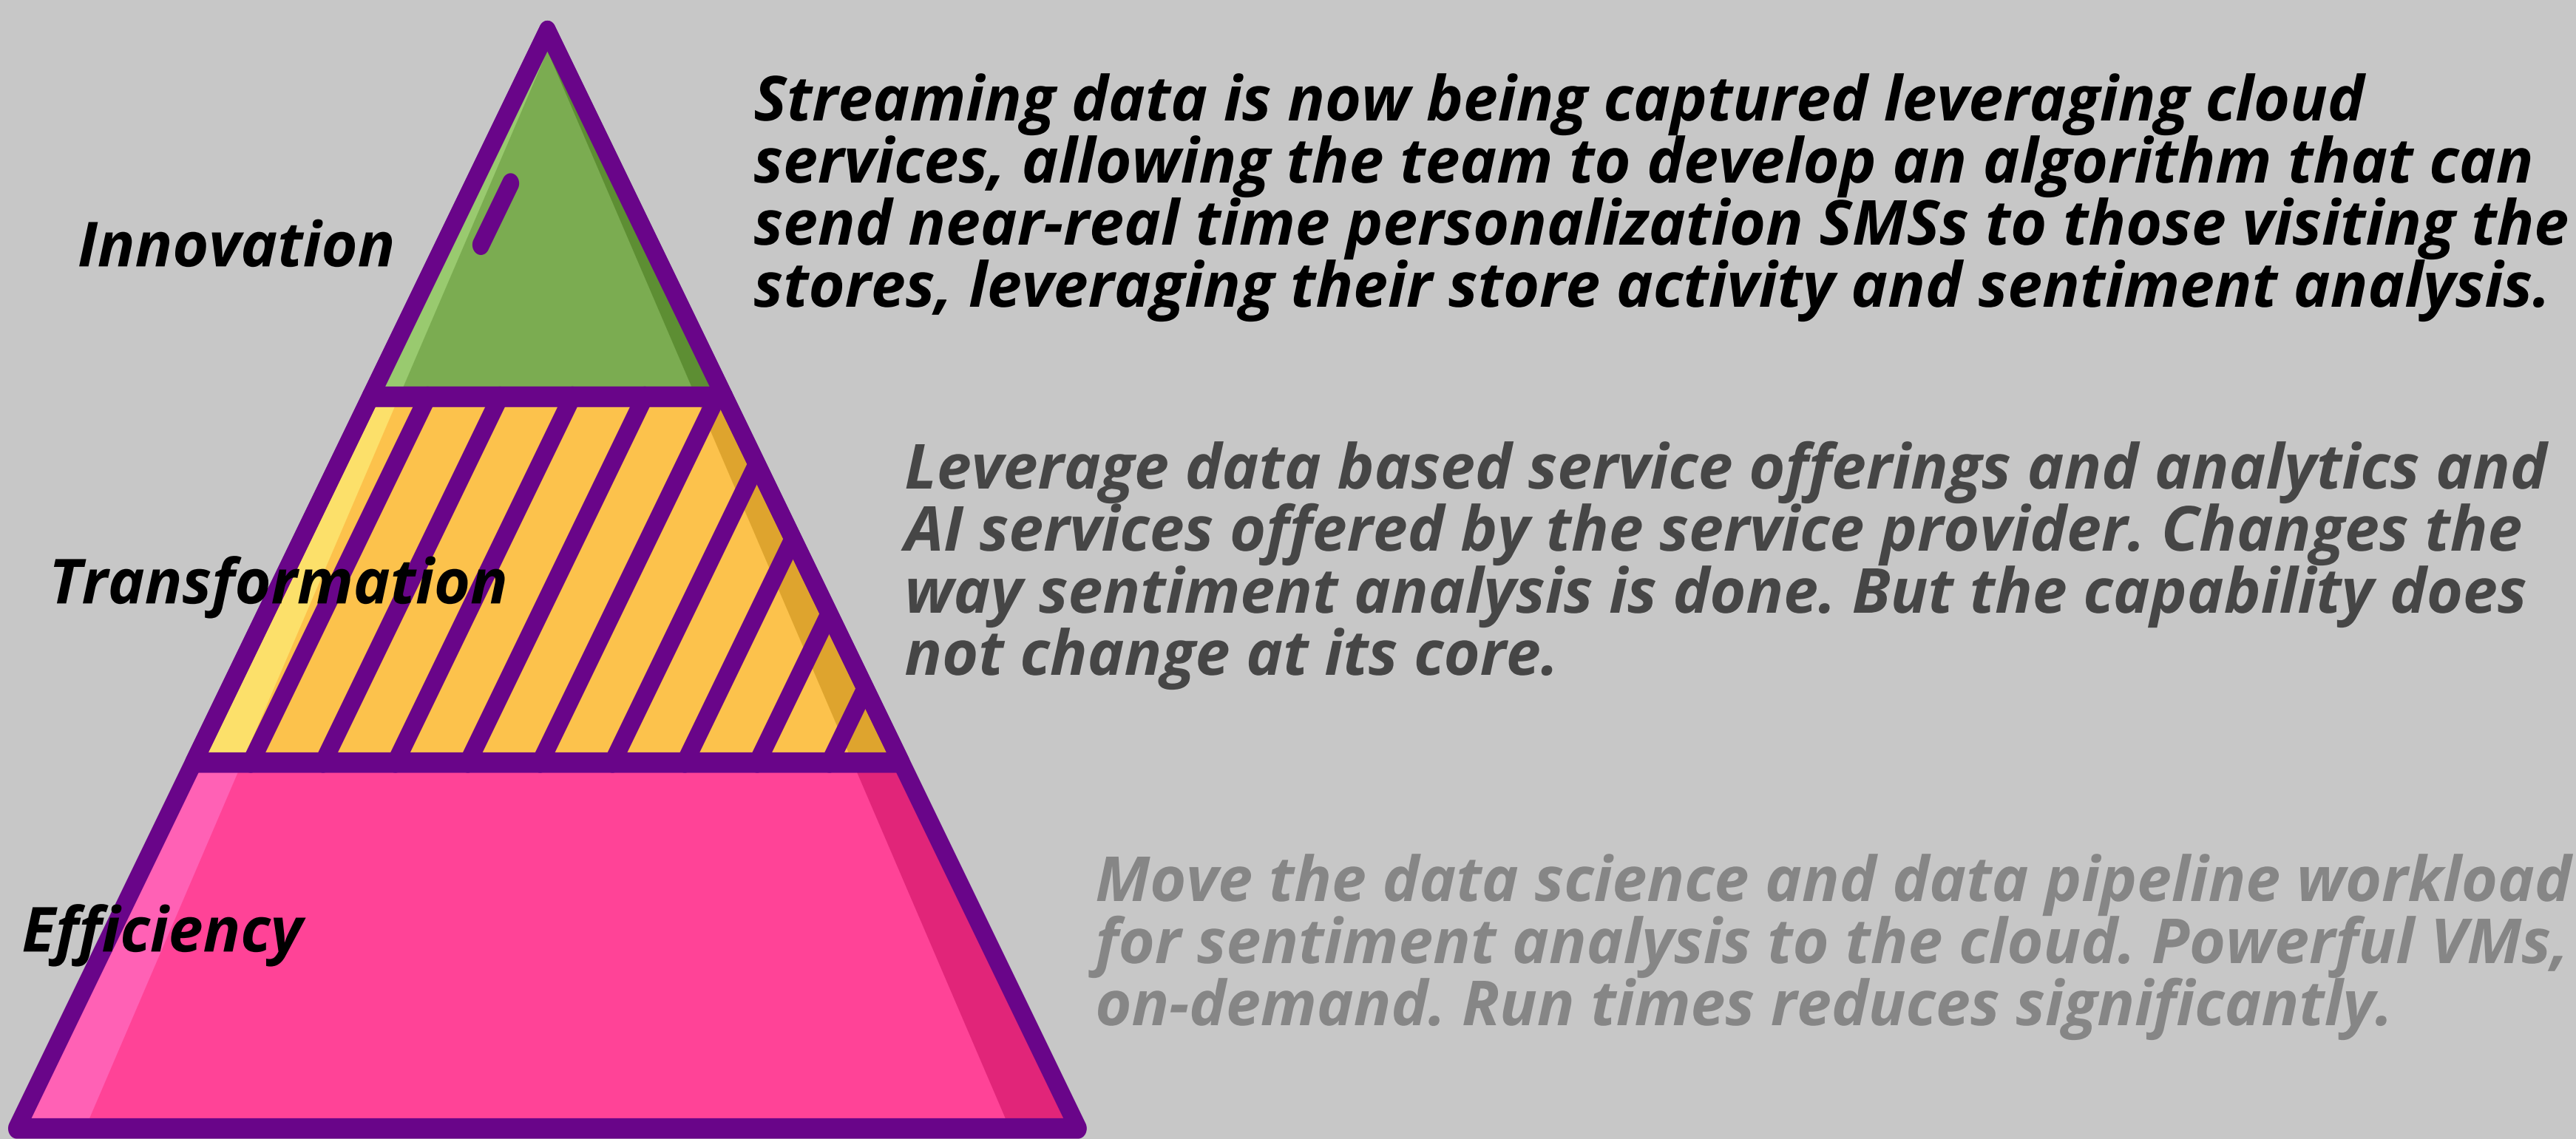 Innovation
Streaming data is now being captured leveraging cloud
services, allowing the team to develop an algorithm that can
send near-real time personalization SMSs to those visiting the
stores, leveraging their store activity and sentiment analysis.
Transformation
Leverage data based service offerings and analytics and
AI services offered by the service provider. Changes the
way sentiment analysis is done. But the capability does
not change at its core.
Efficiency
Move the data science and data pipeline workload
for sentiment analysis to the cloud. Powerful VMs,
on-demand. Run times reduces significantly.